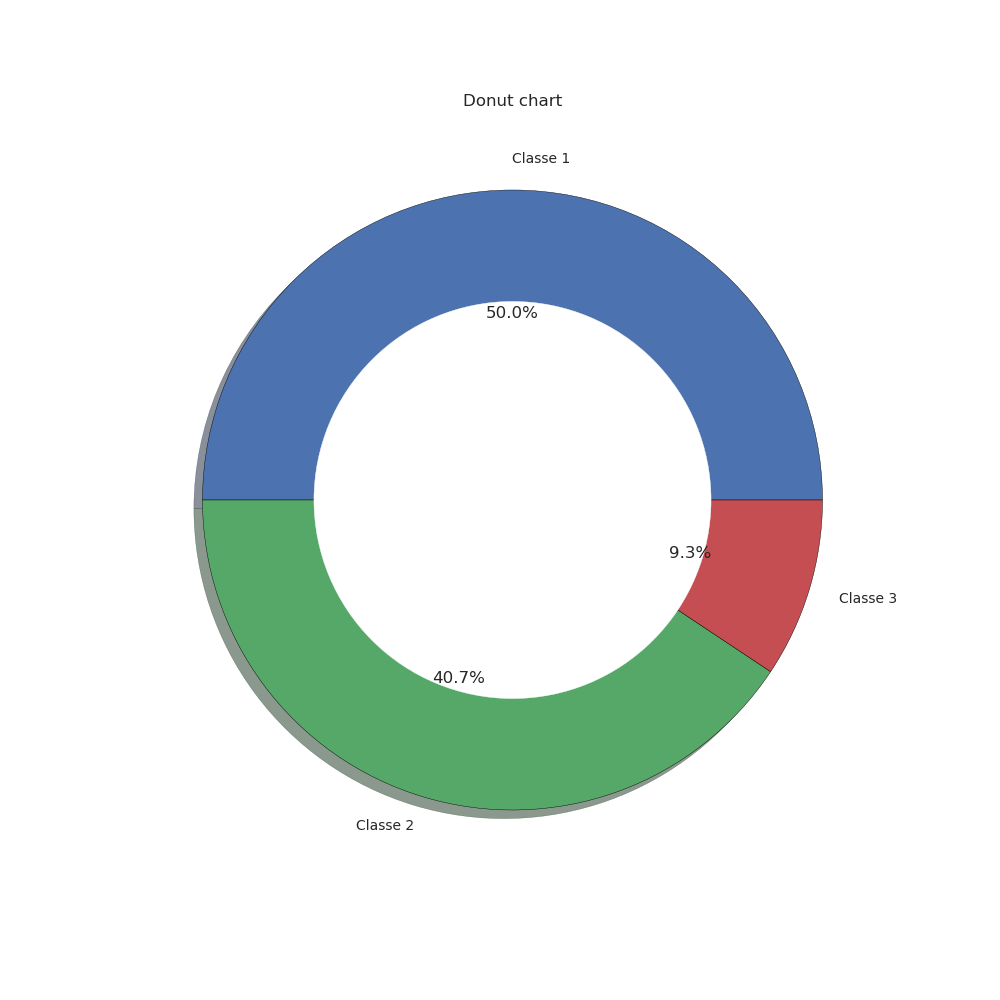 Donut chart
Classe 1
50.0%
9.3%
Classe 3
40.7%
Classe 2